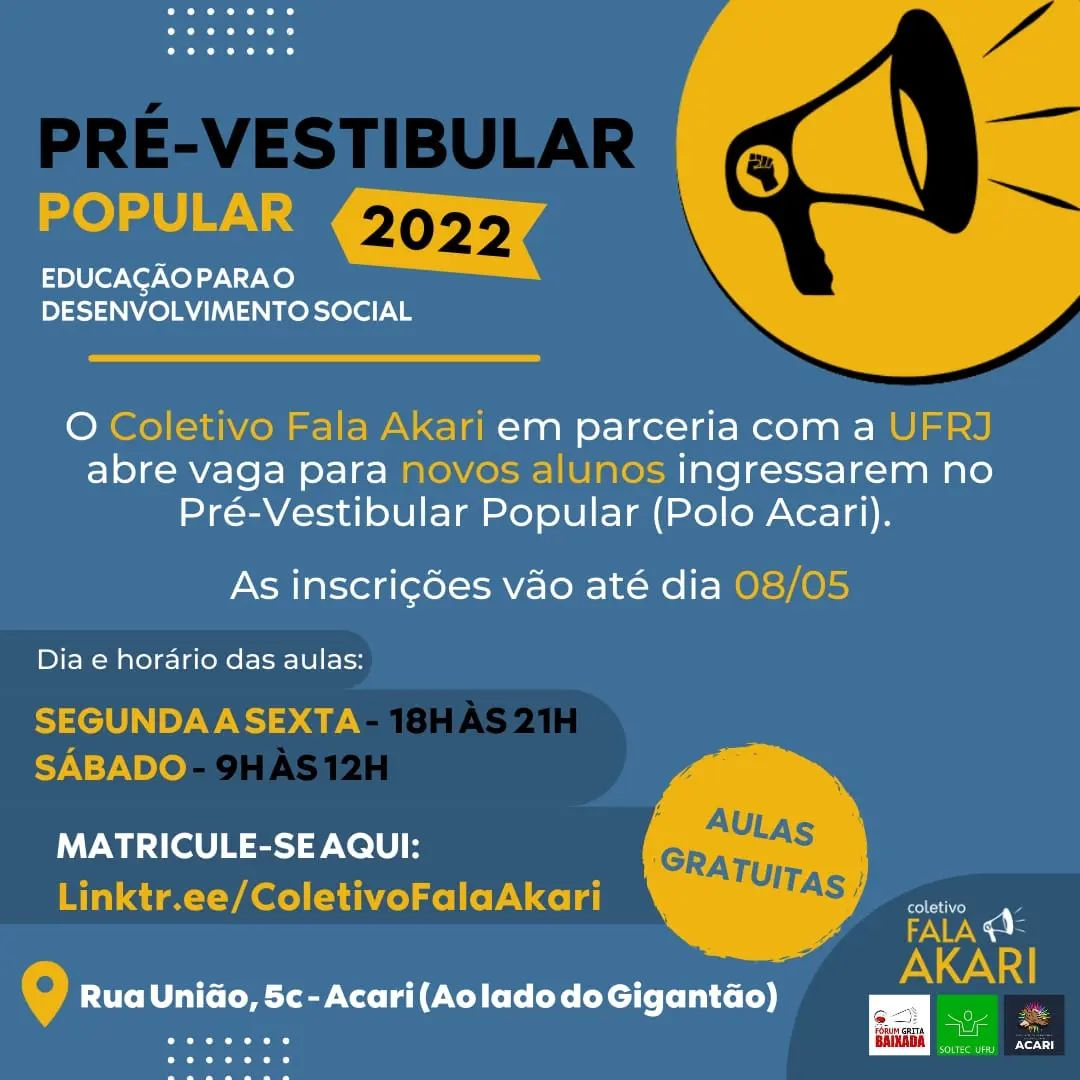 PRÉ-VESTIBULAR
POPULAR
2022
EDUCAÇÃO PARA O
DESENVOLVIMENTO SOCIAL
O Coletivo Fala Akari em parceria com a UFRJ
abre vaga para novos alunos ingressarem no
Pré-Vestibular Popular (Polo Acari).
As inscrições vão até dia 08/05
Dia e horário das aulas:
SEGUNDA A SEXTA - 18H ÀS 21H
SÁBADO - 9H ÀS 12H
MATRICULE-SE AQUI:
Linktr.ee/ColetivoFalaAkari
AULAS
GRATUITAS
Rua União, 5c - Acari (Ao lado do Gigantão)
coletivo
FALA
AKARI
FÓRUM GRITA
BAIXADA
SOLTEC UFRJ
ACARI